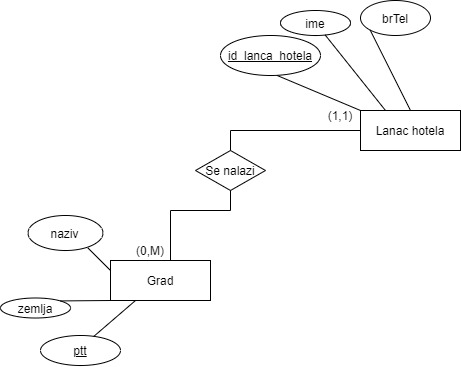 ime
brTel
id_lanca_hotela
(1,1)
Lanac hotela
Se nalazi
naziv
(0,M)
Grad
zemlja
ptt